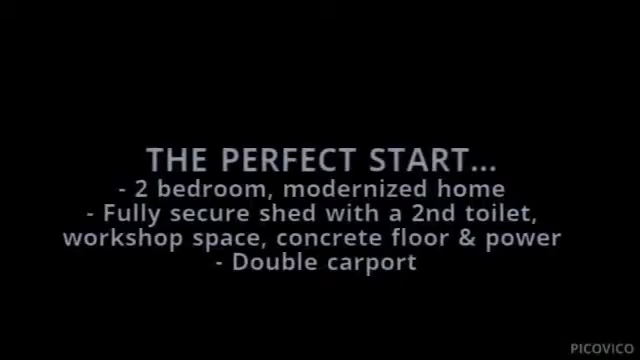 THE PERFECT START...
- 2 bedroom, modernized home
- Fully secure shed with a 2nd toilet,
workshop space, concrete floor & power
- Double carport
PICOVICO